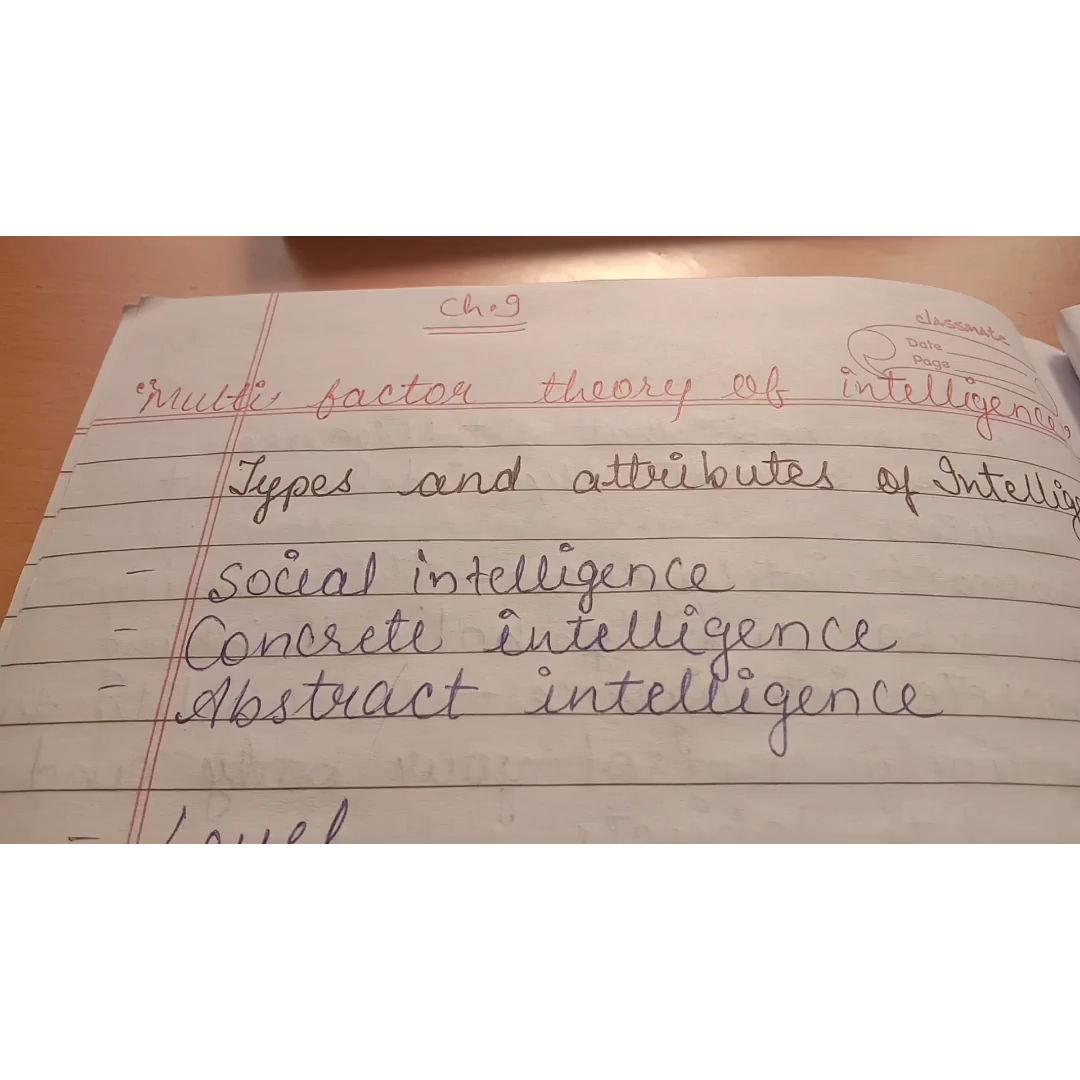 Ch.9
classmate
Date
Page
"Multi factor theory of intelligence"
Types and attributes of Intellig
- Social intelligence
- Concrete intelligence
- Abstract intelligence
- Level